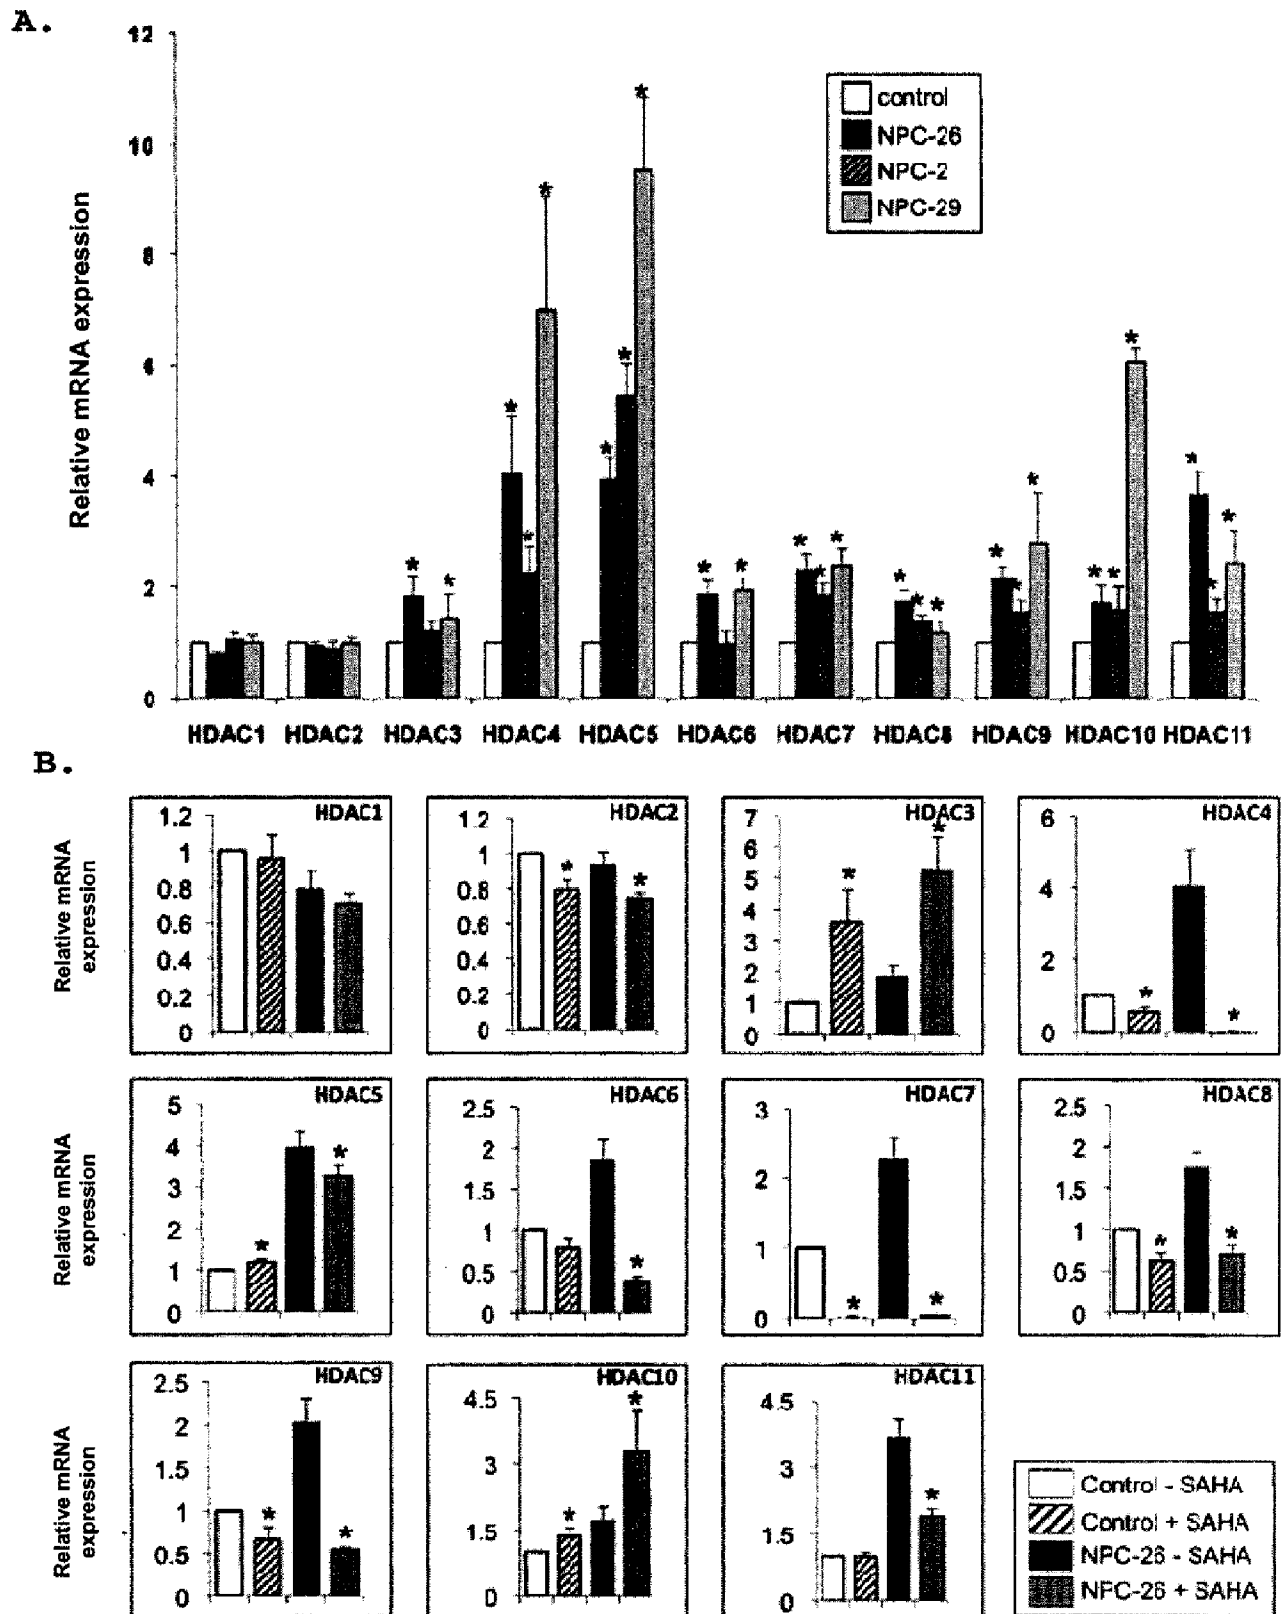 A.
12
10
8
6
4
2
0
Relative mRNA expression
control
NPC-26
NPC-2
NPC-29
* * * * * * * * * * * * * * * * * * * * * * * *
HDAC1 HDAC2 HDAC3 HDAC4 HDAC5 HDAC6 HDAC7 HDAC8 HDAC9 HDAC10 HDAC11
B.
Relative mRNA
expression
HDAC1
1.2
1
0.8
0.6
0.4
0.2
0
HDAC2
1.2
1
0.8
0.6
0.4
0.2
0
* *
HDAC3
7
6
5
4
3
2
1
0
* *
HDAC4
6
4
2
0
* *
Relative mRNA
expression
HDAC5
5
4
3
2
1
0
* *
HDAC6
2.5
2
1.5
1
0.5
0
*
HDAC7
3
2
1
0
* *
HDAC8
2.5
2
1.5
1
0.5
0
* *
Relative mRNA
expression
HDAC9
2.5
2
1.5
1
0.5
0
* *
HDAC10
4.5
3
1.5
0
* *
HDAC11
4.5
3
1.5
0
*
Control - SAHA
Control + SAHA
NPC-26 - SAHA
NPC-26 + SAHA